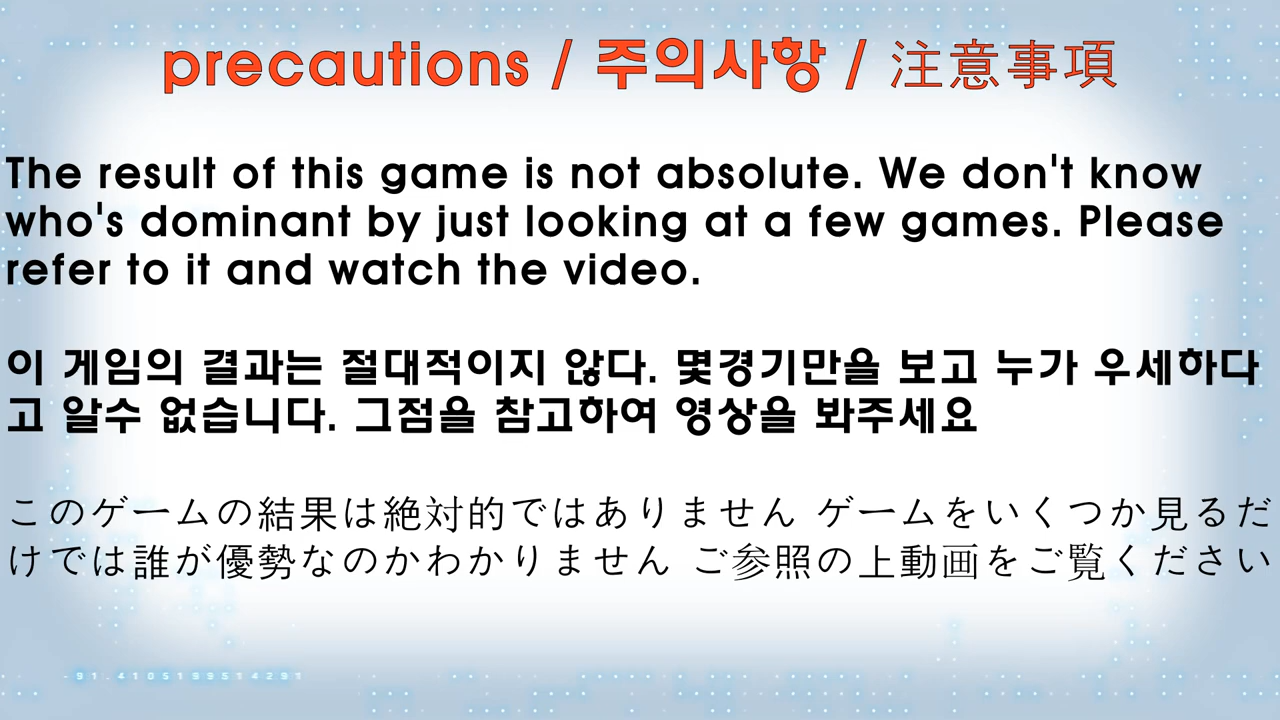 precautions / 주의사항 / 注意事項
The result of this game is not absolute. We don't know
who's dominant by just looking at a few games. Please
refer to it and watch the video.
이 게임의 결과는 절대적이지 않다. 몇경기만을 보고 누가 우세하다
고 알수 없습니다. 그점을 참고하여 영상을 봐주세요
このゲームの結果は絶対的ではありません ゲームをいくつか見るだ
けでは誰が優勢なのかわかりません ご参照の上動画をご覧ください
-91.4105199514291